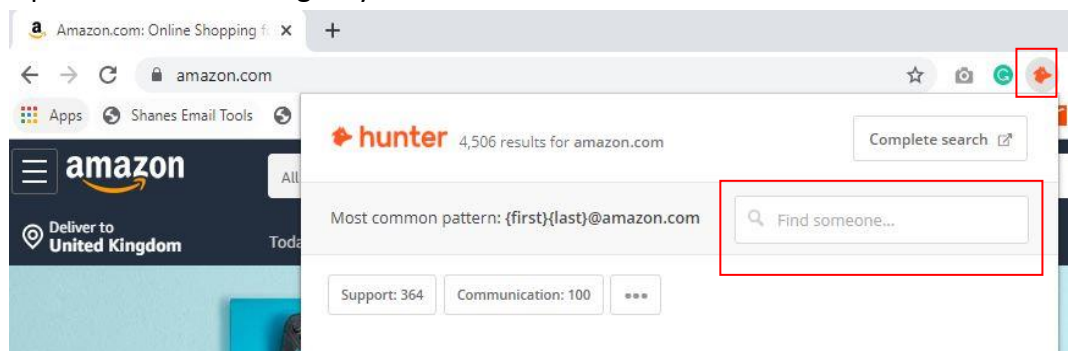 Amazon.com: Online Shopping f
amazon.com
Apps Shanes Email Tools
hunter 4,506 results for amazon.com Complete search
amazon All
Most common pattern: {first}{last}@amazon.com Find someone...
Deliver to
United Kingdom Toda
Support: 364 Communication: 100